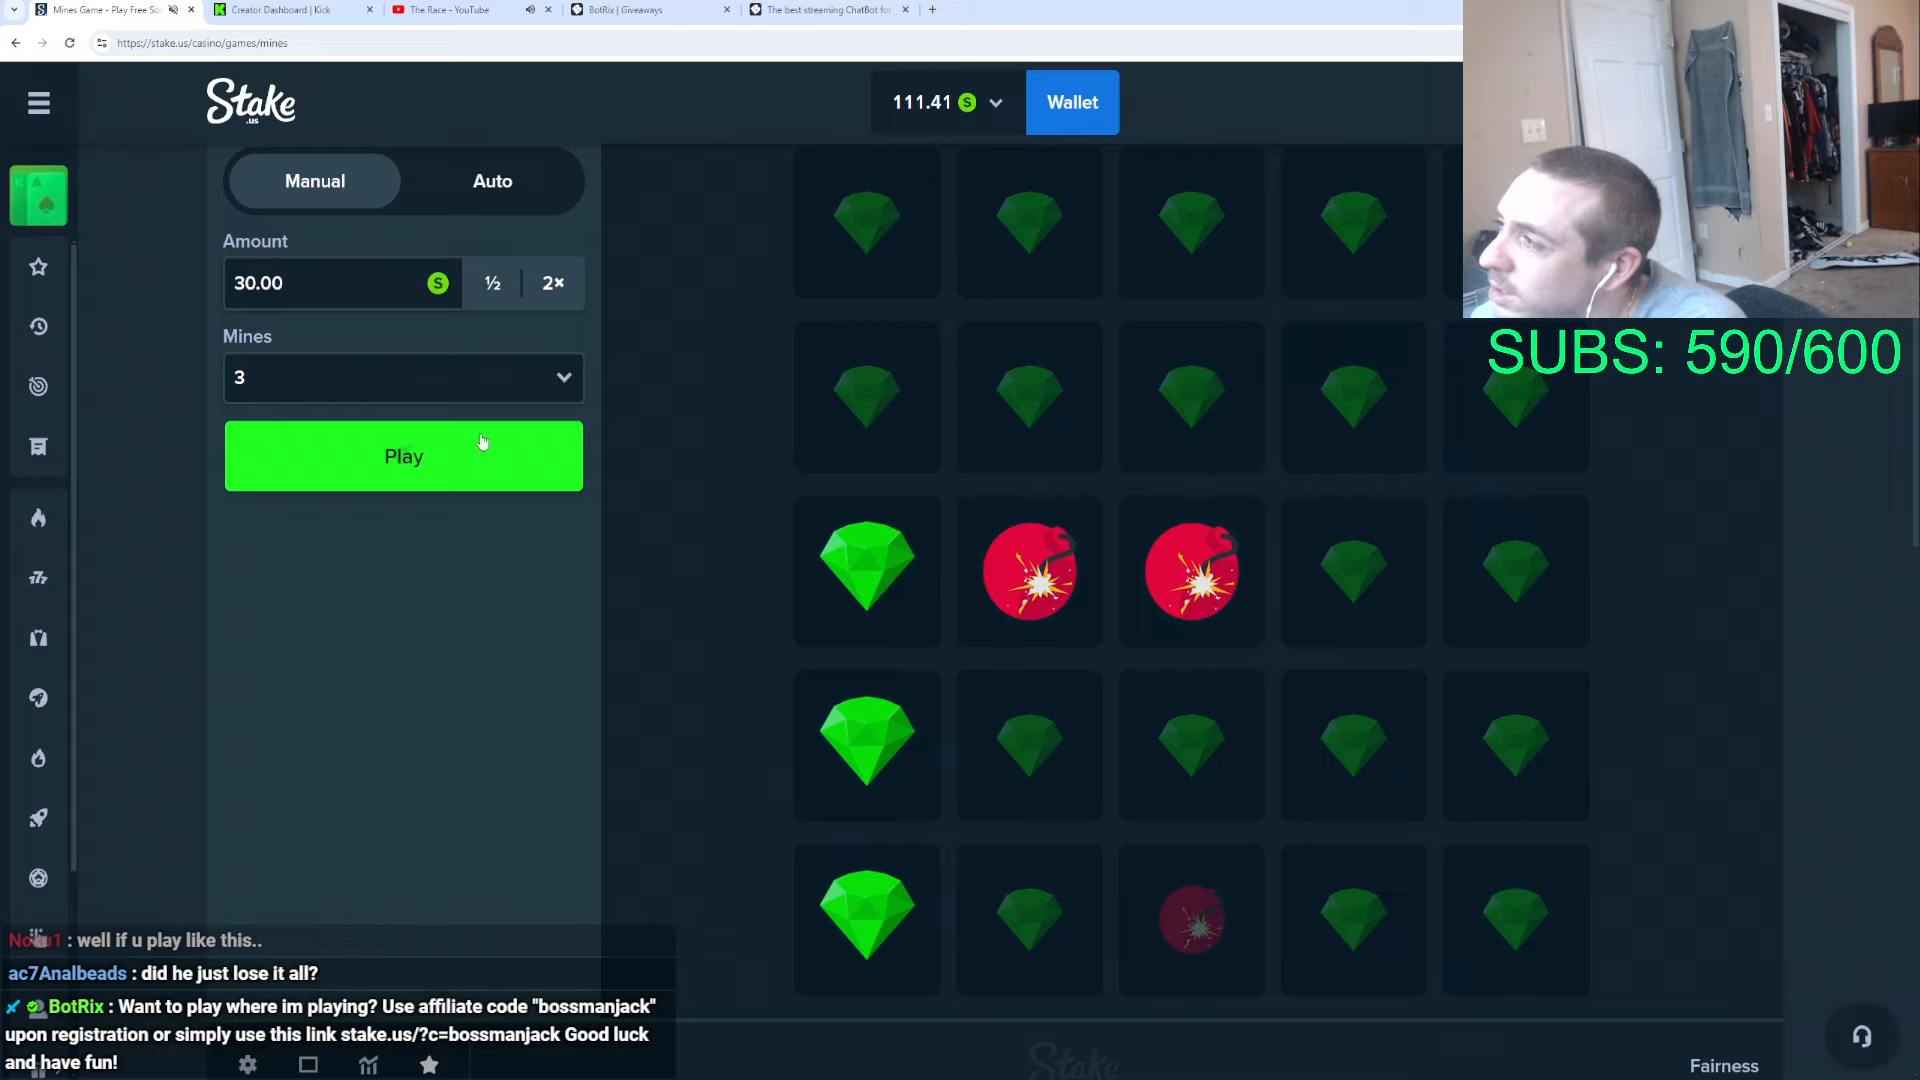 Mines Game - Play Free Soc
Creator Dashboard | Kick
The Race - YouTube
BotRix | Giveaways
The best streaming ChatBot for
https://stake.us/casino/games/mines
Stake
.us
111.41 S
Wallet
Manual
Auto
Amount
30.00 S
½
2×
Mines
3
Play
SUBS: 590/600
: well if u play like this..
ac7Analbeads : did he just lose it all?
BotRix : Want to play where im playing? Use affiliate code "bossmanjack"
upon registration or simply use this link stake.us/?c=bossmanjack Good luck
and have fun!
Stake
Fairness